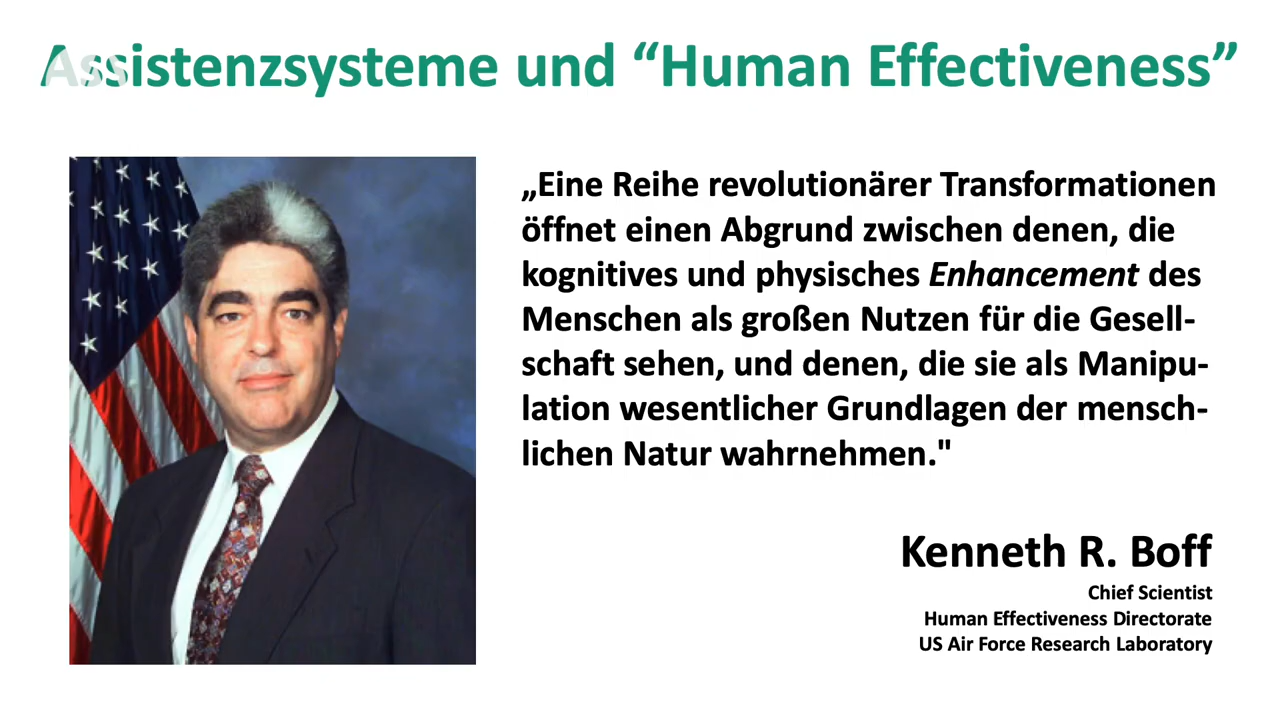 Assistenzsysteme und “Human Effectiveness”
„Eine Reihe revolutionärer Transformationen
öffnet einen Abgrund zwischen denen, die
kognitives und physisches Enhancement des
Menschen als großen Nutzen für die Gesell-
schaft sehen, und denen, die sie als Manipu-
lation wesentlicher Grundlagen der mensch-
lichen Natur wahrnehmen."
Kenneth R. Boff
Chief Scientist
Human Effectiveness Directorate
US Air Force Research Laboratory